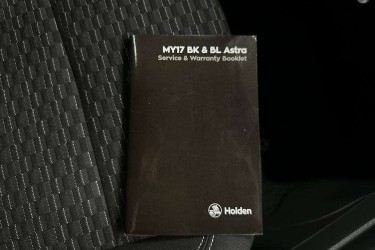 MY17 BK & BL Astra
Service & Warranty Booklet
Holden